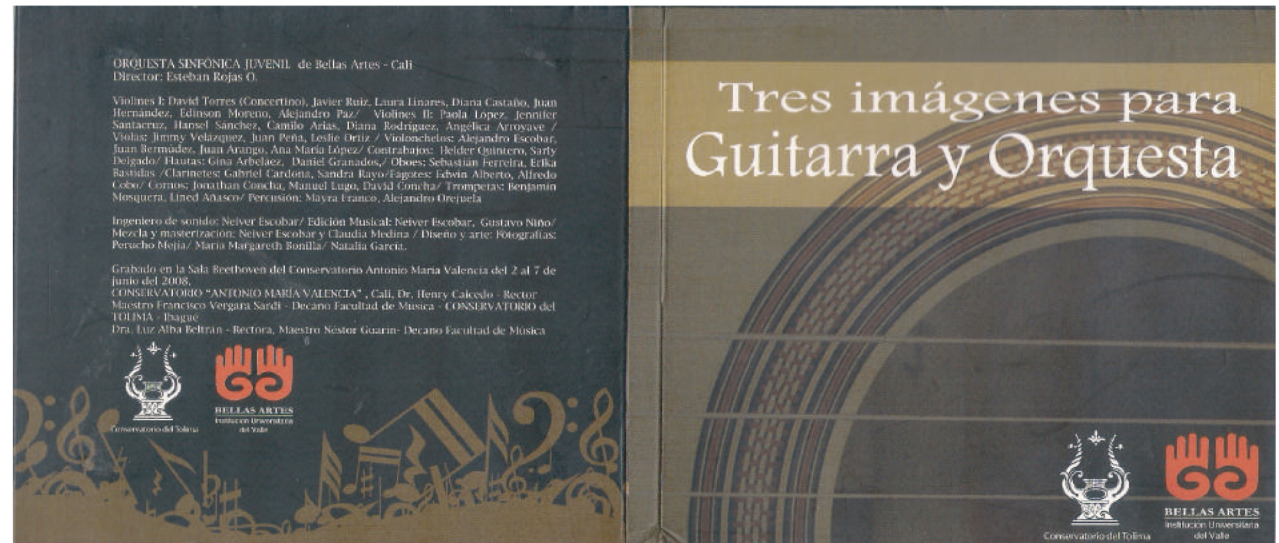 ORQUESTA SINFÓNICA JUVENIL de Bellas Artes - Cali
Director: Esteban Rojas O.
Violines I: David Torres (Concertino), Javier Ruiz, Laura Linares, Diana Castaño, Juan
Hernández, Edinson Moreno, Alejandro Paz/ Violines II: Paola López, Jennifer
Santacruz, Hansel Sánchez, Camilo Arias, Diana Rodríguez, Angélica Arroyave /
Violas: Jimmy Velázquez, Juan Peña, Leslie Ortiz / Violonchelos: Alejandro Escobar,
Juan Bermúdez, Juan Arango, Ana María López/ Contrabajos: Helder Quintero, Sarly
Delgado/ Flautas: Gina Arbelaez, Daniel Granados,/ Oboes: Sebastián Ferreira, Erika
Bastidas /Clarinetes: Gabriel Cardona, Sandra Rayo/Fagotes: Edwin Alberto, Alfredo
Cobo/ Cornos: Jonathan Concha, Manuel Lugo, David Concha/ Trompetas: Benjamín
Mosquera, Lined Añasco/ Percusión: Mayra Franco, Alejandro Orejuela
Ingeniero de sonido: Neiver Escobar/ Edición Musical: Neiver Escobar, Gustavo Niño/
Mezcla y masterización: Neiver Escobar y Claudia Medina / Diseño y arte: Fotografías:
Perucho Mejía/ María Margareth Bonilla/ Natalia García.
Grabado en la Sala Beethoven del Conservatorio Antonio María Valencia del 2 al 7 de
junio del 2008.
CONSERVATORIO "ANTONIO MARÍA VALENCIA" , Cali, Dr. Henry Caicedo - Rector
Maestro Francisco Vergara Sardi - Decano Facultad de Musica - CONSERVATORIO del
TOLIMA - Ibagué
Dra. Luz Alba Beltrán - Rectora, Maestro Néstor Guarín- Decano Facultad de Música
Conservatorio del Tolima
BELLAS ARTES
Institución Universitaria
del Valle
Tres imágenes para
Guitarra y Orquesta
Conservatorio del Tolima
BELLAS ARTES
Institución Universitaria
del Valle